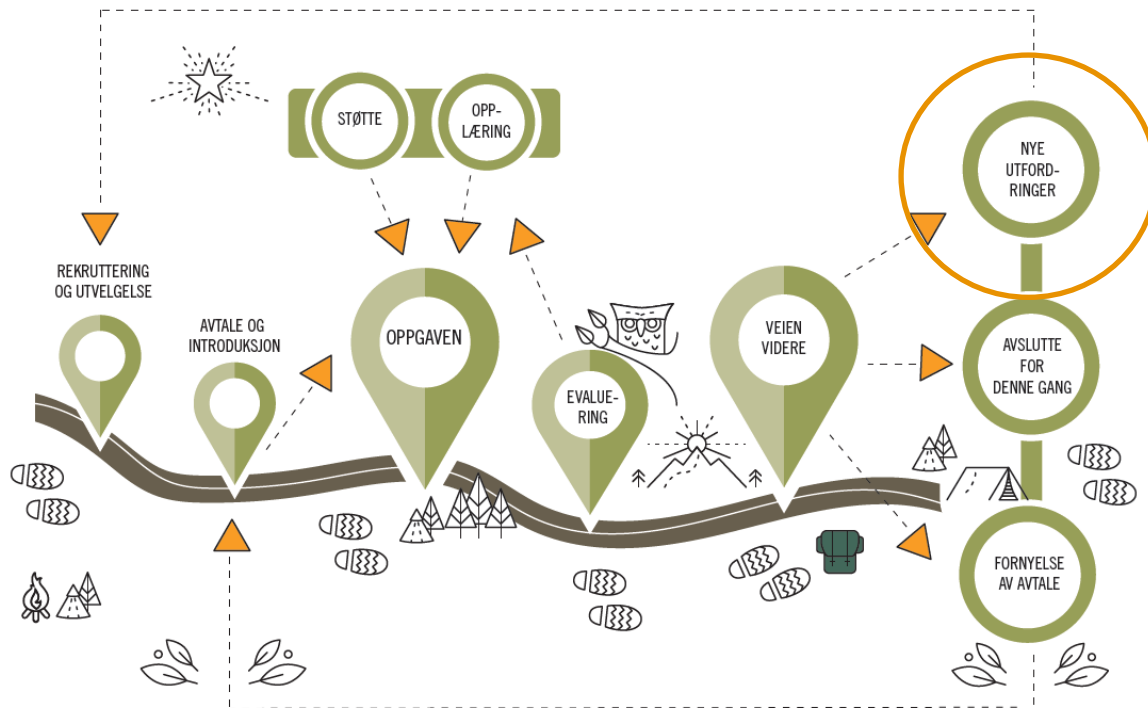 STØTTE
OPP-
LÆRING
NYE
UTFORD-
RINGER
REKRUTTERING
OG UTVELGELSE
AVTALE OG
INTRODUKSJON
OPPGAVEN
EVALUE-
RING
VEIEN
VIDERE
AVSLUTTE
FOR
DENNE GANG
FORNYELSE
AV AVTALE